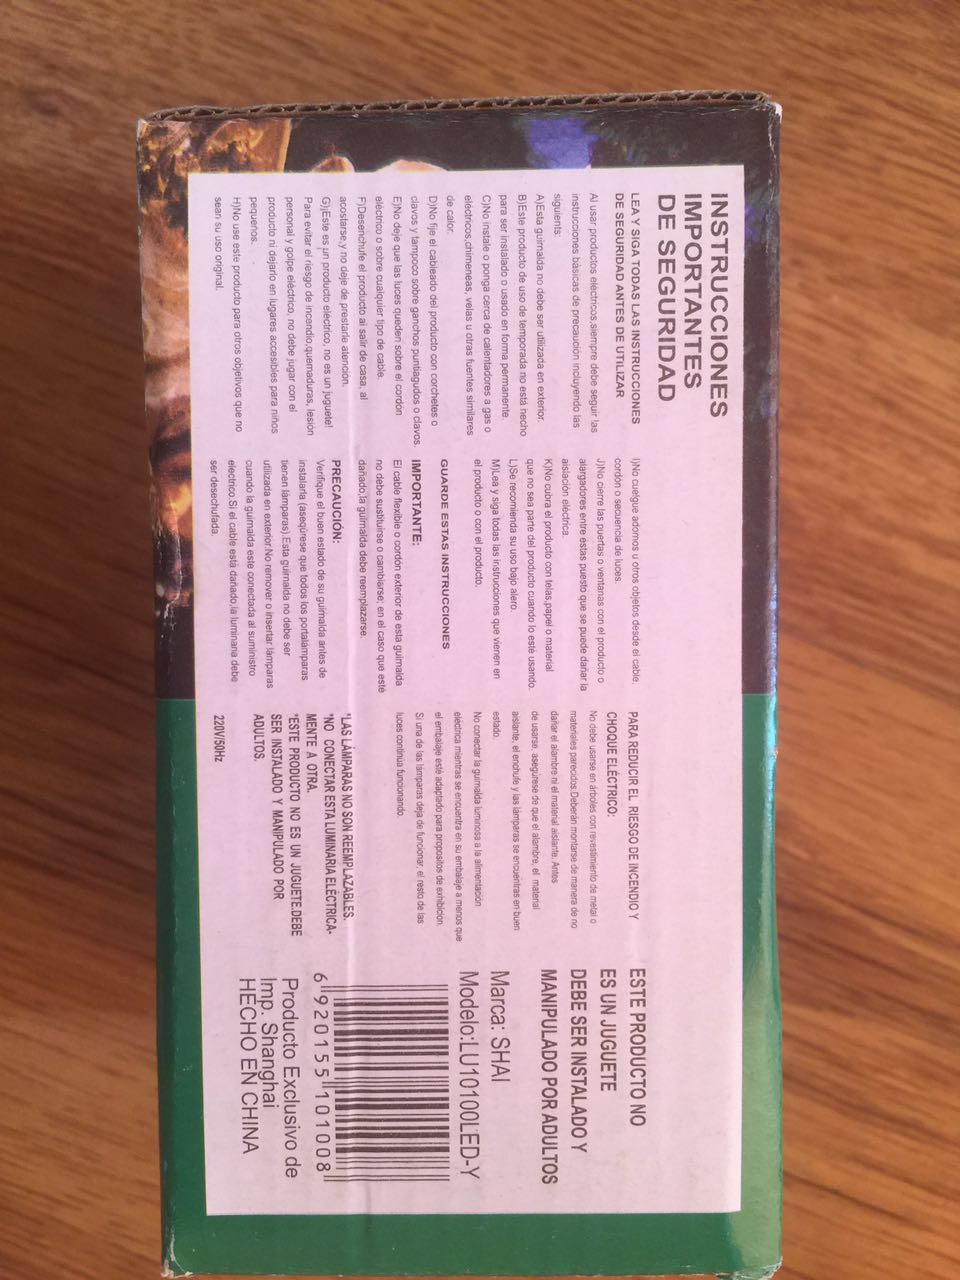 INSTRUCCIONES
IMPORTANTES
DE SEGURIDAD
LEA Y SIGA TODAS LAS INSTRUCCIONES
DE SEGURIDAD ANTES DE UTILIZAR
Al usar productos eléctricos,siempre debe seguir las
instrucciones básicas de precaución incluyendo las
siguients:
A)Esta guirnalda no debe ser utilizada en exterior.
B)Este producto de uso de temporada no está hecho
para ser instalado o usado en forma permanente
C)No instale o ponga cerca de calentadores a gas o
eléctricos,chimeneas, velas u otras fuentes similares
de calor.
D)No fije el cableado del producto con corchetes o
clavos y tampoco sobre ganchos puntiagudos o clavos.
E)No deje que las luces queden sobre el cordón
eléctrico o sobre cualquier tipo de cable.
F)Desenchufe el producto al salir de casa, al
acostarse,y no deje de prestarle atención.
G)¡Este es un producto eléctrico, no es un juguete!
Para evitar el riesgo de incendio,quemaduras, lesión
personal y golpe eléctrico, no debe jugar con el
producto ni dejarlo en lugares accesibles para niños
pequeños.
H)No use este producto para otros objetivos que no
sean su uso original.
I)No cuelgue adornos u otros objetos desde el cable,
cordón o secuencia de luces.
J)No cierre las puertas o ventanas con el producto o
alargadores entre éstas puesto que se puede dañar la
aislación eléctrica.
K)No cubra el producto con telas,papel o material
que no sea parte del producto cuando lo esté usando.
L)Se recomienda su uso bajo alero.
M)Lea y siga todas las instrucciones que vienen en
el producto o con el producto.
GUARDE ESTAS INSTRUCCIONES
IMPORTANTE:
El cable flexible o cordón exterior de esta guirnalda
no debe sustituirse o cambiarse; en el caso que esté
dañado,la guirnalda debe reemplazarse.
PRECAUCIÓN:
Verifique el buen estado de su guirnalda antes de
instalarla (asegúrese que todos los portalámparas
tienen lámparas).Esta guirnalda no debe ser
utilizada en exterior.No remover o insertar lámparas
cuando la guirnalda este conectada al suministro
electrico.Si el cable está dañado,la luminaria debe
ser desechufada.
PARA REDUCIR EL RIESGO DE INCENDIO Y
CHOQUE ELÉCTRICO:
No debe usarse en árboles con revestimiento de metal o
materiales parecidos.Deberán montarse de manera de no
dañar el alambre ni el material aislante. Antes
de usarse, asegúrese de que el alambre, el material
aislante, el enchufe y las lámparas se encuentras en buen
estado.
No conectar la guirnalda luminosa a la alimentación
eléctrica mientras se encuentra en su embalaje a menos que
el embalaje esté adaptado para propósitos de exhibición.
Si una de las lámparas deja de funcionar, el resto de las
luces continua funcionando.
*LAS LÁMPARAS NO SON REEMPLAZABLES.
*NO CONECTAR ESTA LUMINARIA ELÉCTRICA-
MENTE A OTRA.
*ESTE PRODUCTO NO ES UN JUGUETE.DEBE
SER INSTALADO Y MANIPULADO POR
ADULTOS.
220V/50Hz
ESTE PRODUCTO NO
ES UN JUGUETE
DEBE SER INSTALADO Y
MANIPULADO POR ADULTOS
Marca: SHAI
Modelo:LU10100LED-Y
6 920155 101008
Producto Exclusivo de
Imp. Shanghai
HECHO EN CHINA